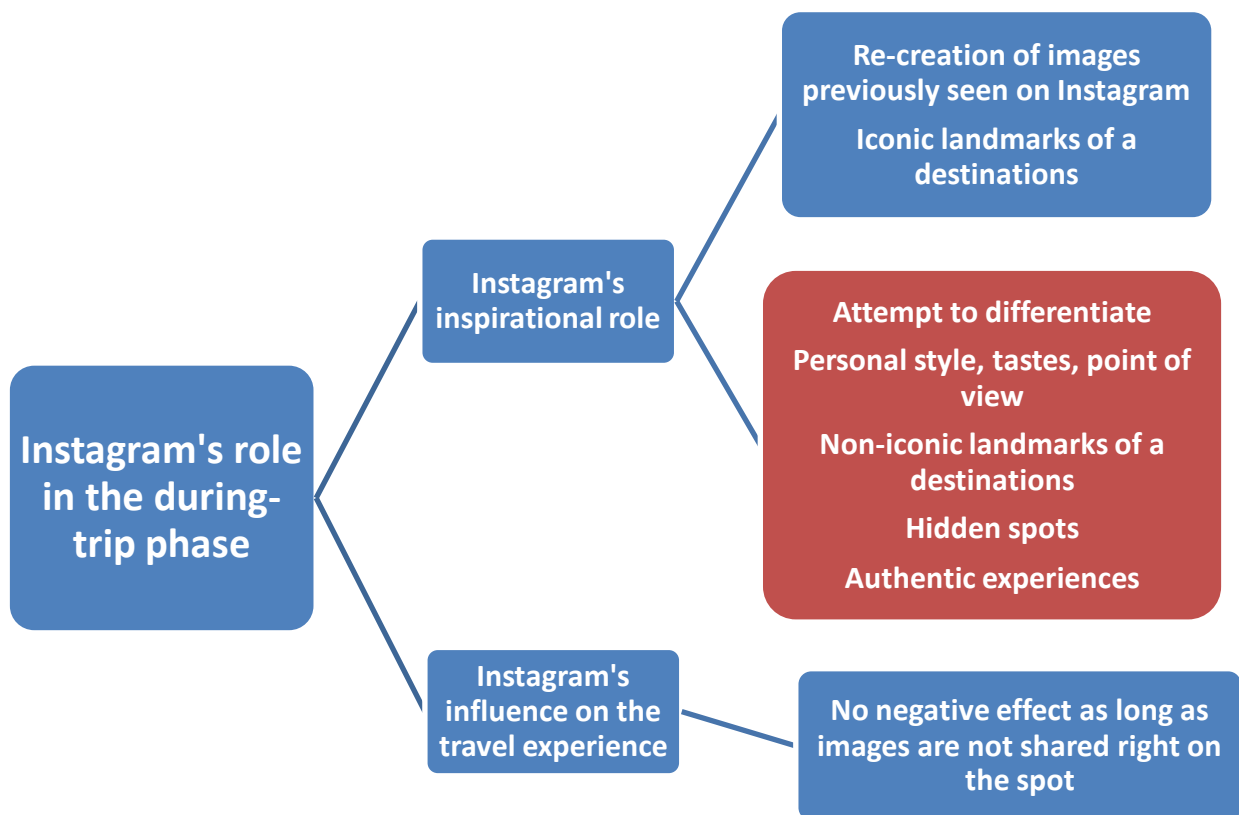 Instagram's role
in the during-
trip phase
Instagram's
inspirational role
Re-creation of images
previously seen on Instagram
Iconic landmarks of a
destinations
Attempt to differentiate
Personal style, tastes, point of
view
Non-iconic landmarks of a
destinations
Hidden spots
Authentic experiences
Instagram's
influence on the
travel experience
No negative effect as long as
images are not shared right on
the spot